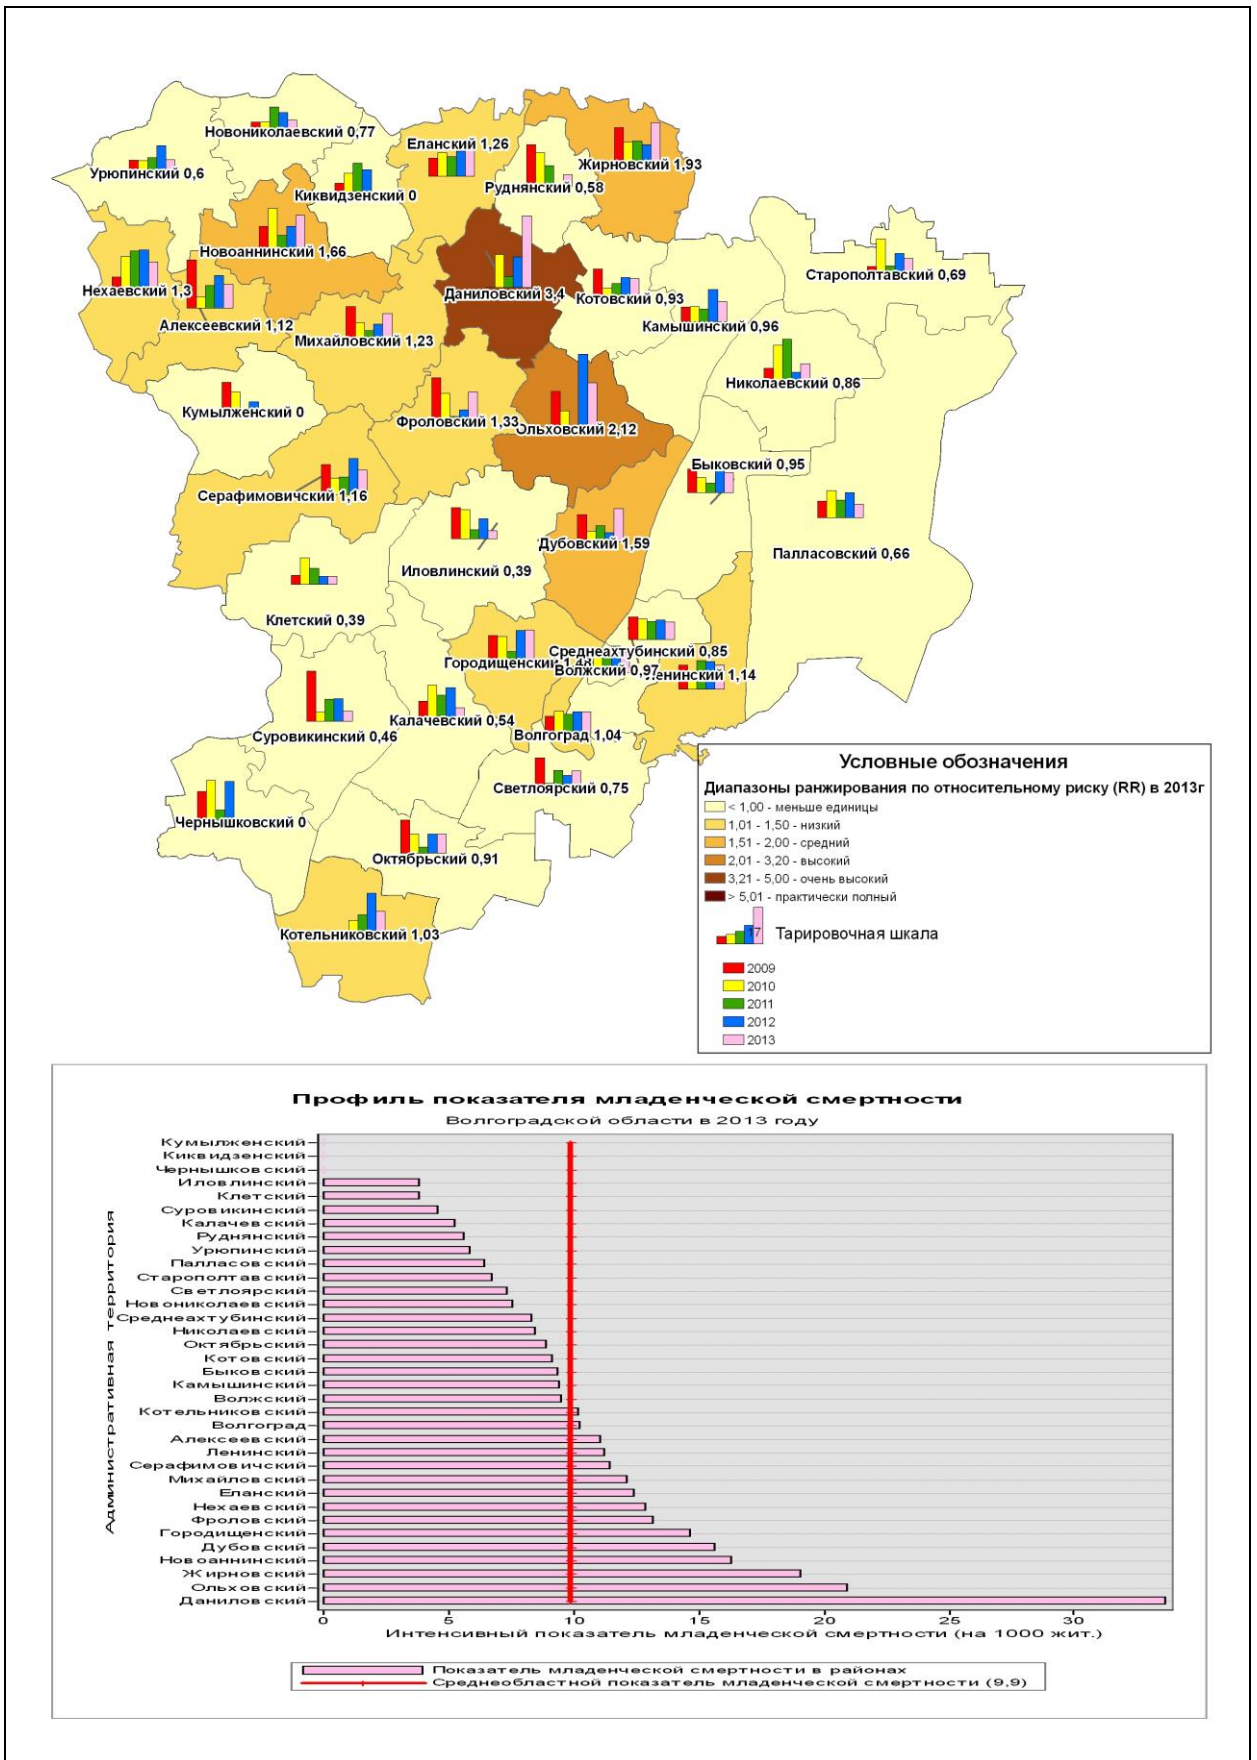 Новониколаевский 0,77
Еланский 1,26
Жирновский 1,93
Урюпинский 0,6
Киквидзенский 0
Руднянский 0,58
Новоаннинский 1,66
Старополтавский 0,69
Нехаевский 1,3
Даниловский 3,4
Котовский 0,93
Алексеевский 1,12
Камышинский 0,96
Михайловский 1,23
Николаевский 0,86
Кумылженский 0
Фроловский 1,33
Ольховский 2,12
Быковский 0,95
Серафимовичский 1,16
Дубовский 1,59
Палласовский 0,66
Иловлинский 0,39
Клетский 0,39
Среднеахтубинский 0,85
Городищенский 1,48
Волжский 0,97
Ленинский 1,14
Калачевский 0,54
Суровикинский 0,46
Волгоград 1,04
Светлоярский 0,75
Чернышковский 0
Октябрьский 0,91
Котельниковский 1,03
Условные обозначения
Диапазоны ранжирования по относительному риску (RR) в 2013г
< 1,00 - меньше единицы
1,01 - 1,50 - низкий
1,51 - 2,00 - средний
2,01 - 3,20 - высокий
3,21 - 5,00 - очень высокий
> 5,01 - практически полный
17 Тарировочная шкала
2009
2010
2011
2012
2013
Профиль показателя младенческой смертности
Волгоградской области в 2013 году
Административная территория
Кумылженский
Киквидзенский
Чернышковский
Иловлинский
Клетский
Суровикинский
Калачевский
Руднянский
Урюпинский
Палласовский
Старополтавский
Светлоярский
Новониколаевский
Среднеахтубинский
Николаевский
Октябрьский
Котовский
Быковский
Камышинский
Волжский
Котельниковский
Волгоград
Алексеевский
Ленинский
Серафимовичский
Михайловский
Еланский
Нехаевский
Фроловский
Городищенский
Дубовский
Новоаннинский
Жирновский
Ольховский
Даниловский
0 5 10 15 20 25 30
Интенсивный показатель младенческой смертности (на 1000 жит.)
Показатель младенческой смертности в районах
Среднеобластной показатель младенческой смертности (9,9)